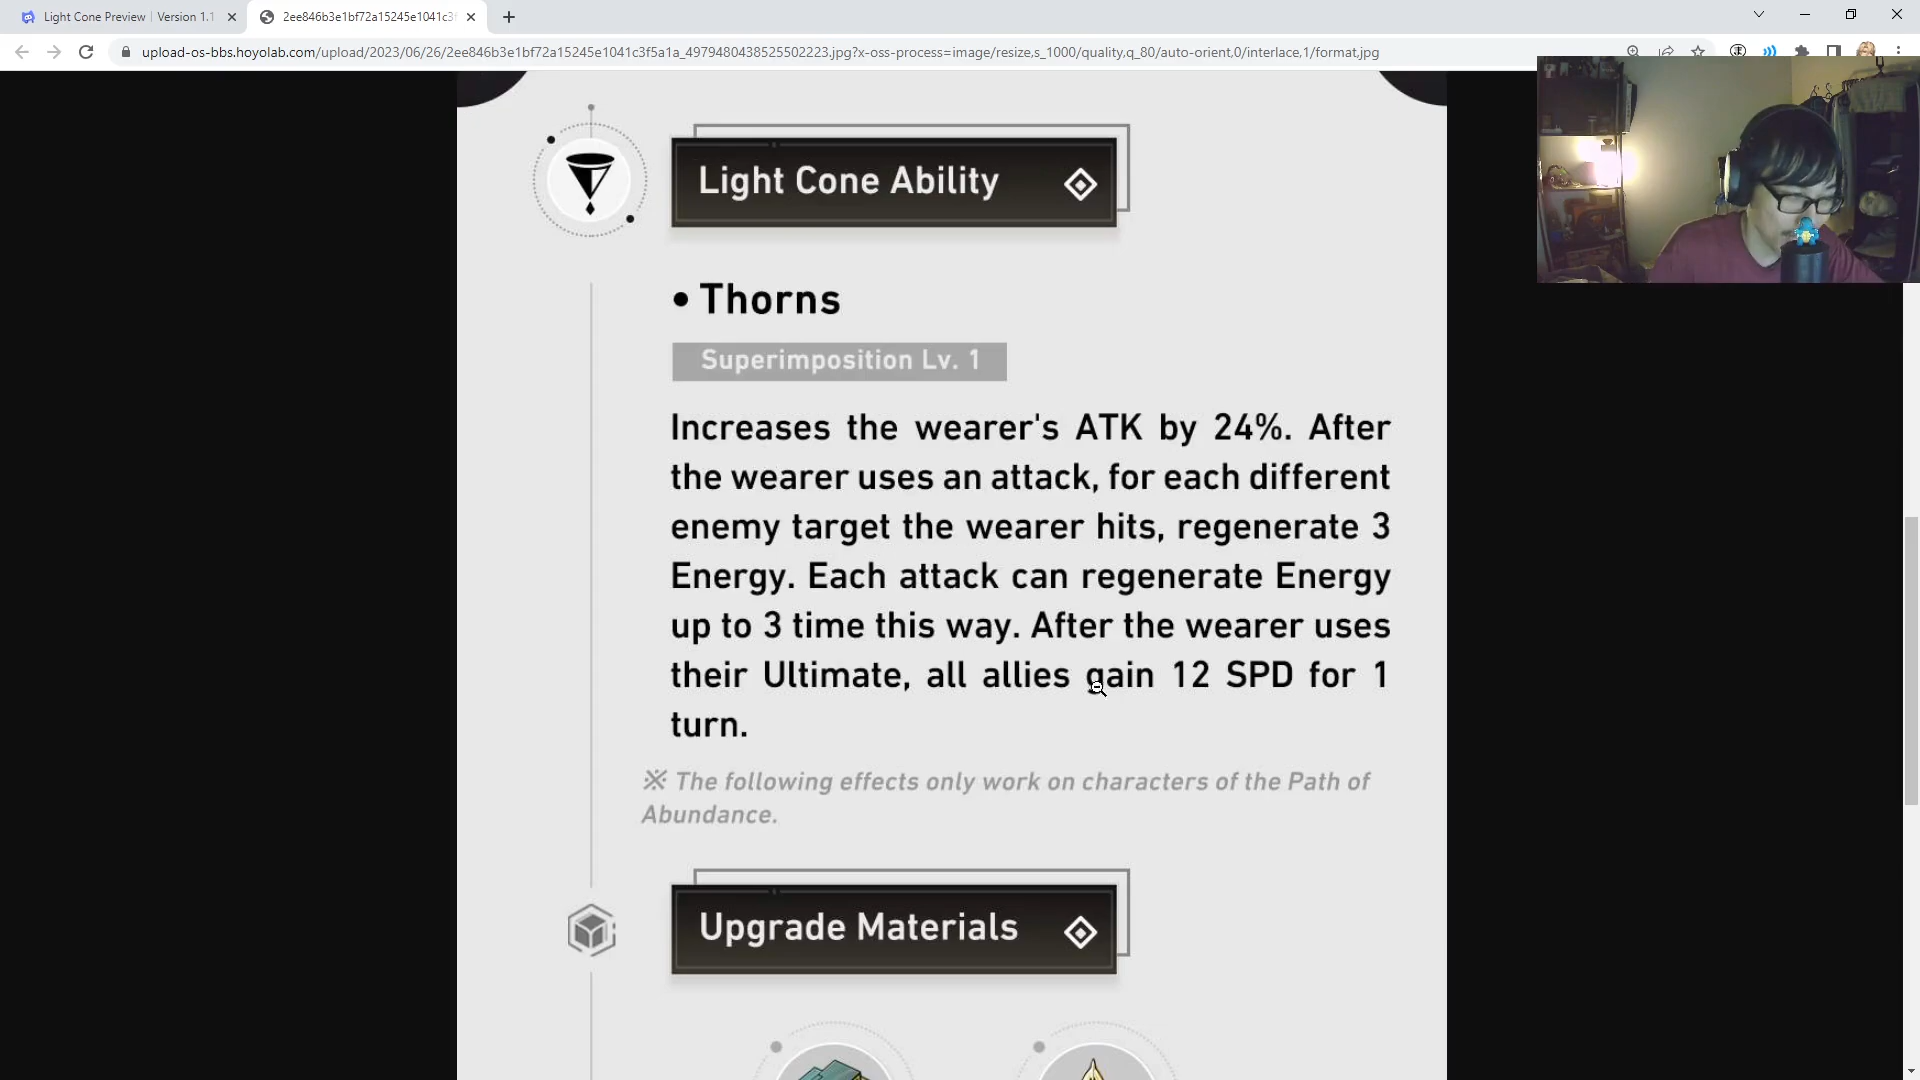 Light Cone Preview | Version 1.1
2ee846b3e1bf72a15245e1041c3f
upload-os-bbs.hoyolab.com/upload/2023/06/26/2ee846b3e1bf72a15245e1041c3f5a1a_4979480438525502223.jpg?x-oss-process=image/resize,s_1000/quality,q_80/auto-orient,0/interlace,1/format,jpg
Light Cone Ability
• Thorns
Superimposition Lv. 1
Increases the wearer's ATK by 24%. After
the wearer uses an attack, for each different
enemy target the wearer hits, regenerate 3
Energy. Each attack can regenerate Energy
up to 3 time this way. After the wearer uses
their Ultimate, all allies gain 12 SPD for 1
turn.
※ The following effects only work on characters of the Path of
Abundance.
Upgrade Materials